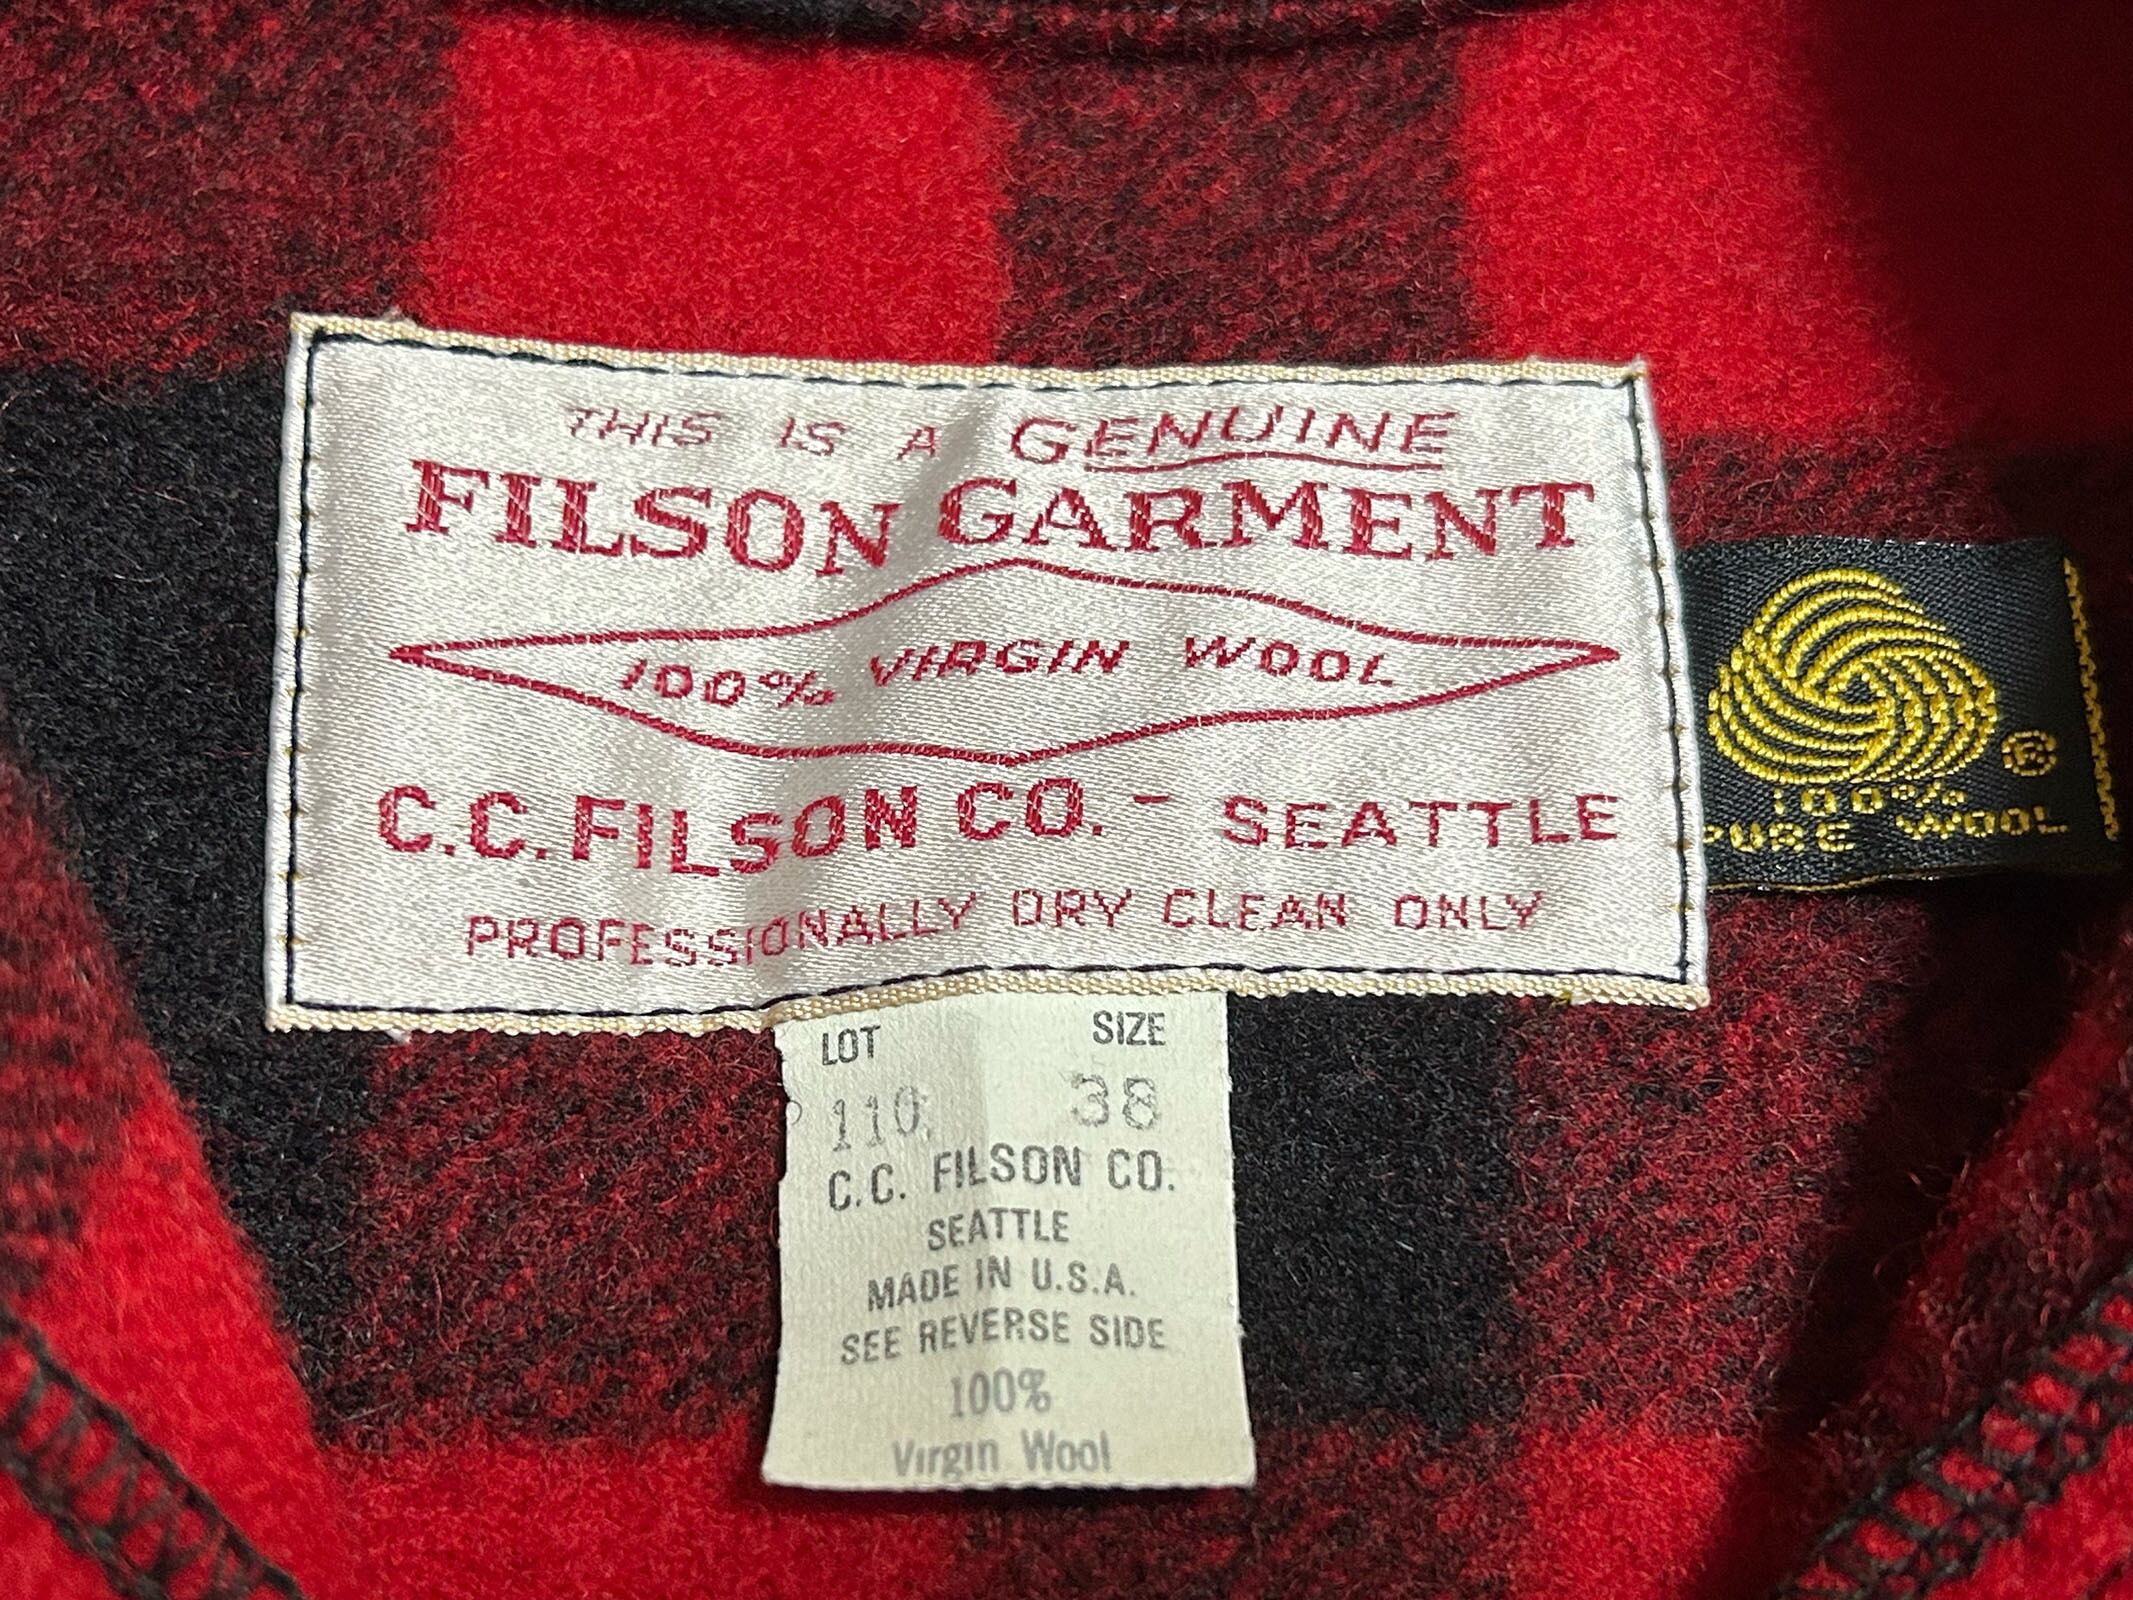 THIS IS A GENUINE
FILSON GARMENT
100% VIRGIN WOOL
C.C. FILSON CO. - SEATTLE
PROFESSIONALLY DRY CLEAN ONLY
®
100%
PURE WOOL
LOT SIZE
110 38
C.C. FILSON CO.
SEATTLE
MADE IN U.S.A.
SEE REVERSE SIDE
100%
Virgin Wool